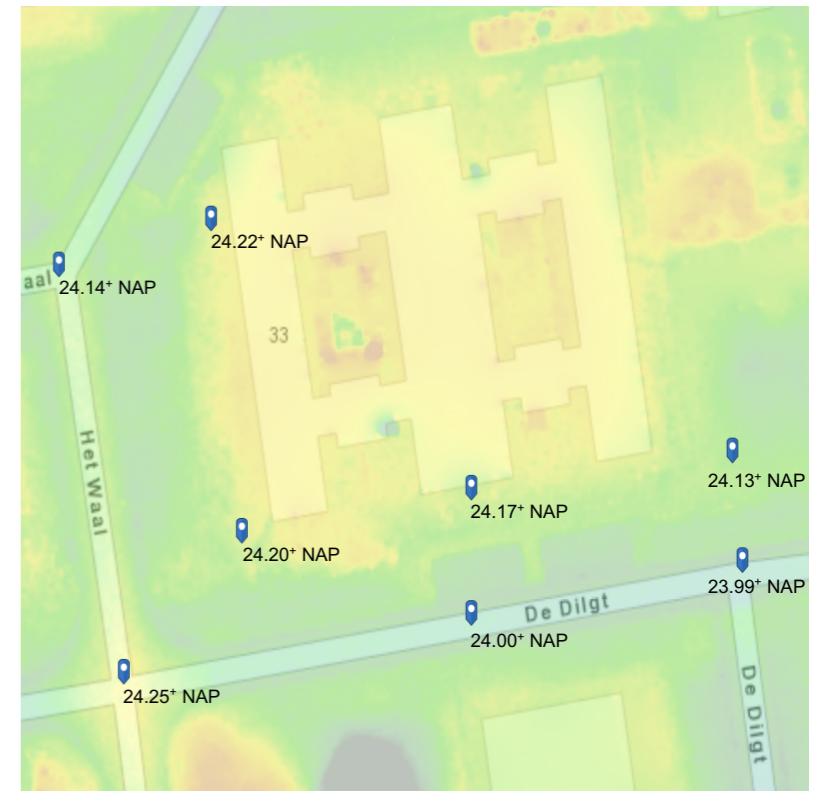 24.22⁺ NAP
aal
24.14⁺ NAP
33
Het Waal
24.13⁺ NAP
24.17⁺ NAP
24.20⁺ NAP
23.99⁺ NAP
De Dilgt
24.00⁺ NAP
24.25⁺ NAP
De Dilgt